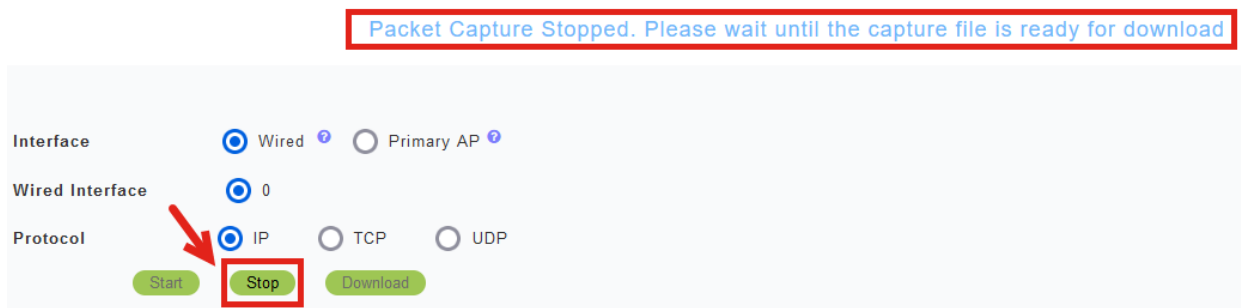 Packet Capture Stopped. Please wait until the capture file is ready for download
Interface Wired ? Primary AP ?
Wired Interface 0
Protocol IP TCP UDP
Start Stop Download